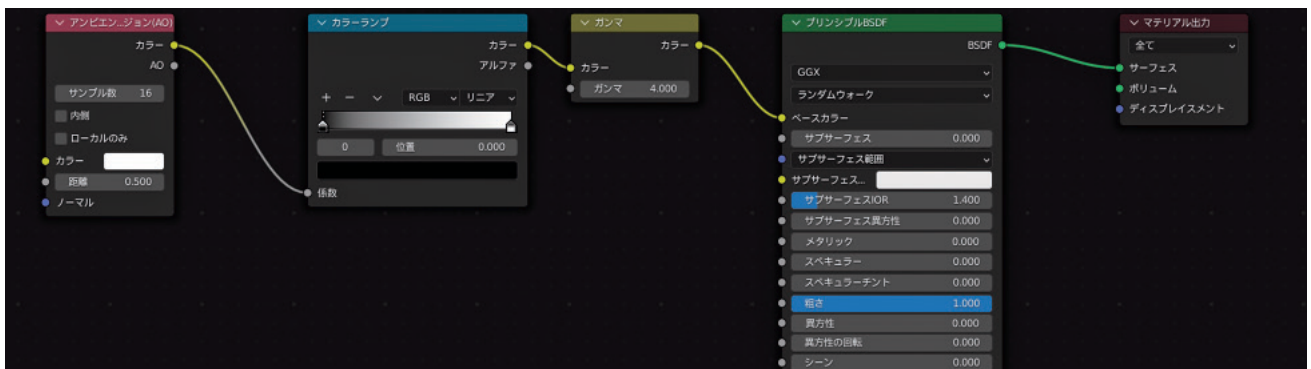 アンビエン...ジョン(AO)
カラー
AO
サンプル数 16
内側
ローカルのみ
カラー
距離 0.500
ノーマル
カラーランプ
カラー
アルファ
+ − RGB リニア
0 位置 0.000
係数
ガンマ
カラー
カラー
ガンマ 4.000
プリンシプルBSDF
BSDF
GGX
ランダムウォーク
ベースカラー
サブサーフェス 0.000
サブサーフェス範囲
サブサーフェス...
サブサーフェスIOR 1.400
サブサーフェス異方性 0.000
メタリック 0.000
スペキュラー 0.000
スペキュラーチント 0.000
粗さ 1.000
異方性 0.000
異方性の回転 0.000
シーン 0.000
マテリアル出力
全て
サーフェス
ボリューム
ディスプレイスメント